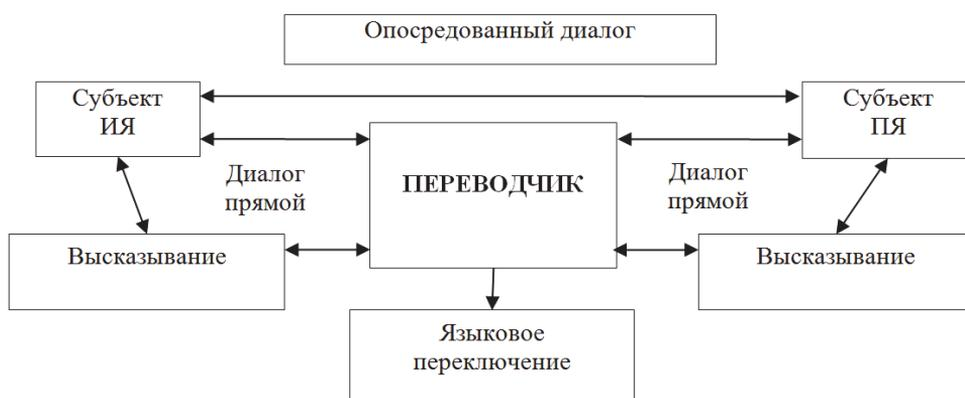 Опосредованный диалог
Субъект
ИЯ
Субъект
ПЯ
Диалог
прямой
ПЕРЕВОДЧИК
Диалог
прямой
Высказывание
Высказывание
Языковое
переключение